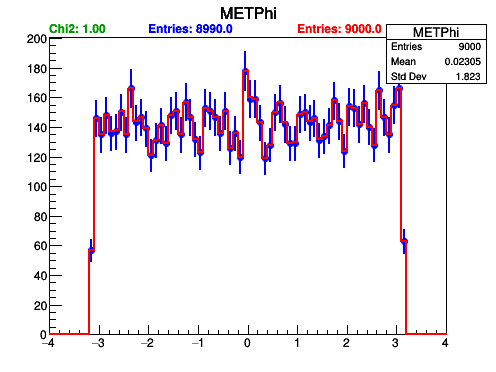 METPhi
Chi2: 1.00 Entries: 8990.0 Entries: 9000.0
METPhi
Entries 9000
Mean 0.02305
Std Dev 1.823
200
180
160
140
120
100
80
60
40
20
0
−4 −3 −2 −1 0 1 2 3 4